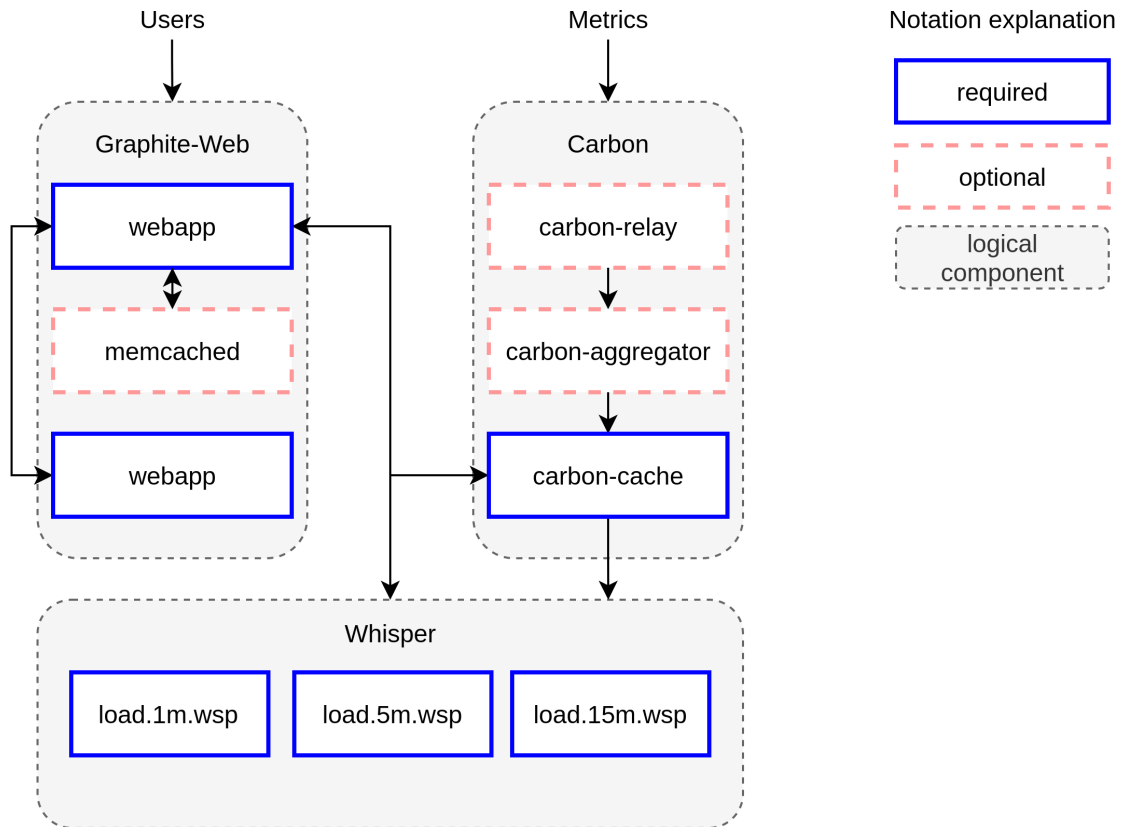 Users
Metrics
Notation explanation
required
optional
logical
component
Graphite-Web
webapp
memcached
webapp
Carbon
carbon-relay
carbon-aggregator
carbon-cache
Whisper
load.1m.wsp
load.5m.wsp
load.15m.wsp